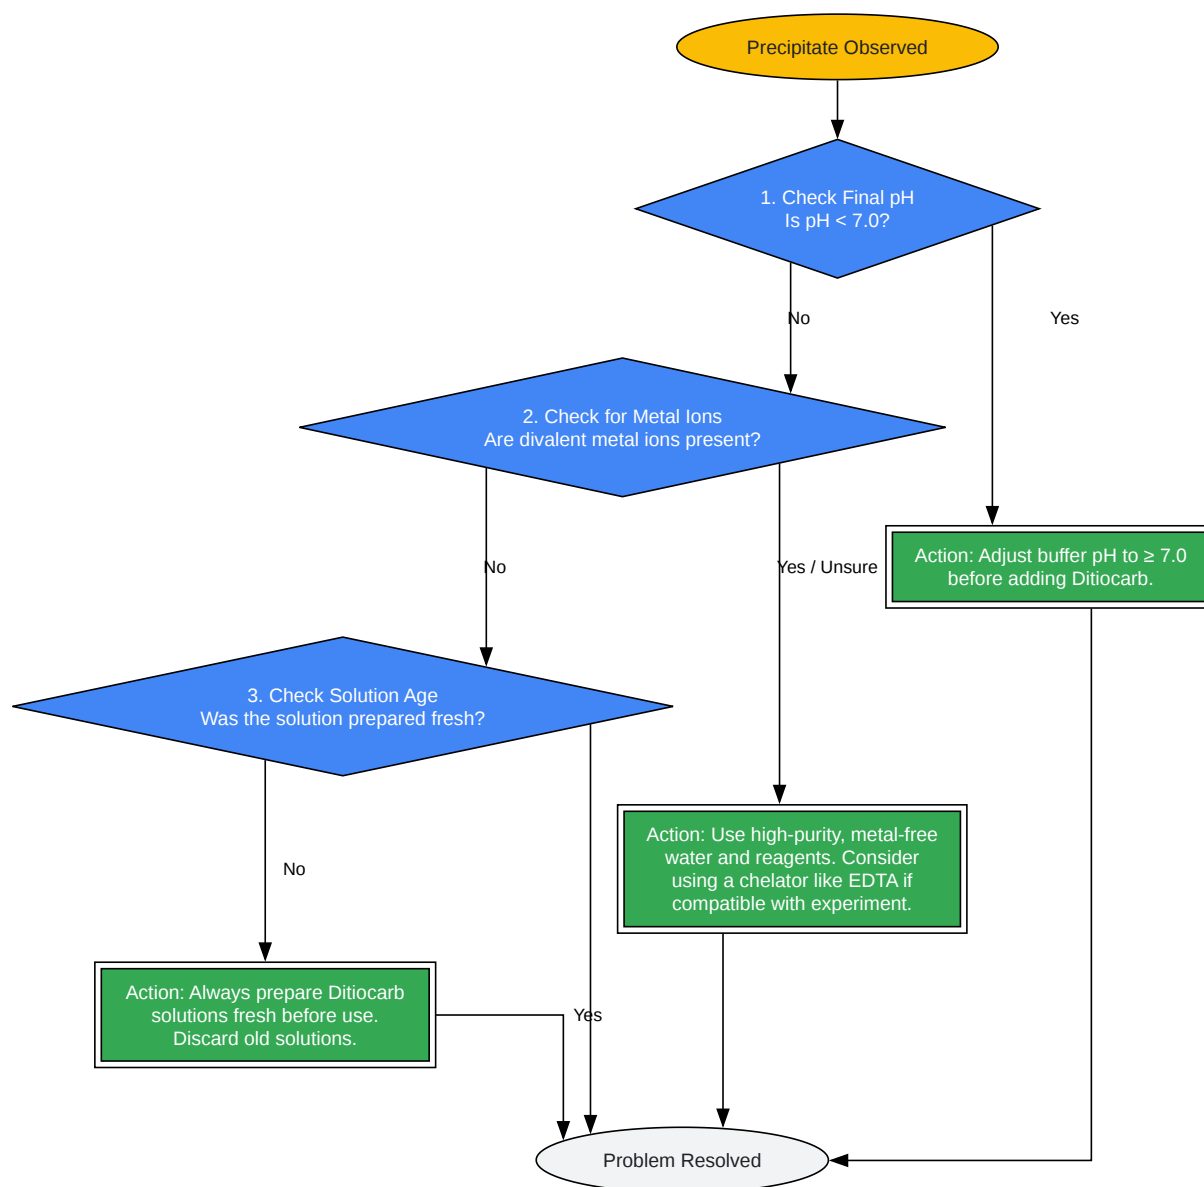 Precipitate Observed
1. Check Final pH
Is pH < 7.0?
No
Yes
2. Check for Metal Ions
Are divalent metal ions present?
No
Yes / Unsure
Action: Adjust buffer pH to ≥ 7.0
before adding Ditiocarb.
3. Check Solution Age
Was the solution prepared fresh?
Action: Use high-purity, metal-free
water and reagents. Consider
using a chelator like EDTA if
compatible with experiment.
No
Action: Always prepare Ditiocarb
solutions fresh before use.
Discard old solutions.
Yes
Problem Resolved